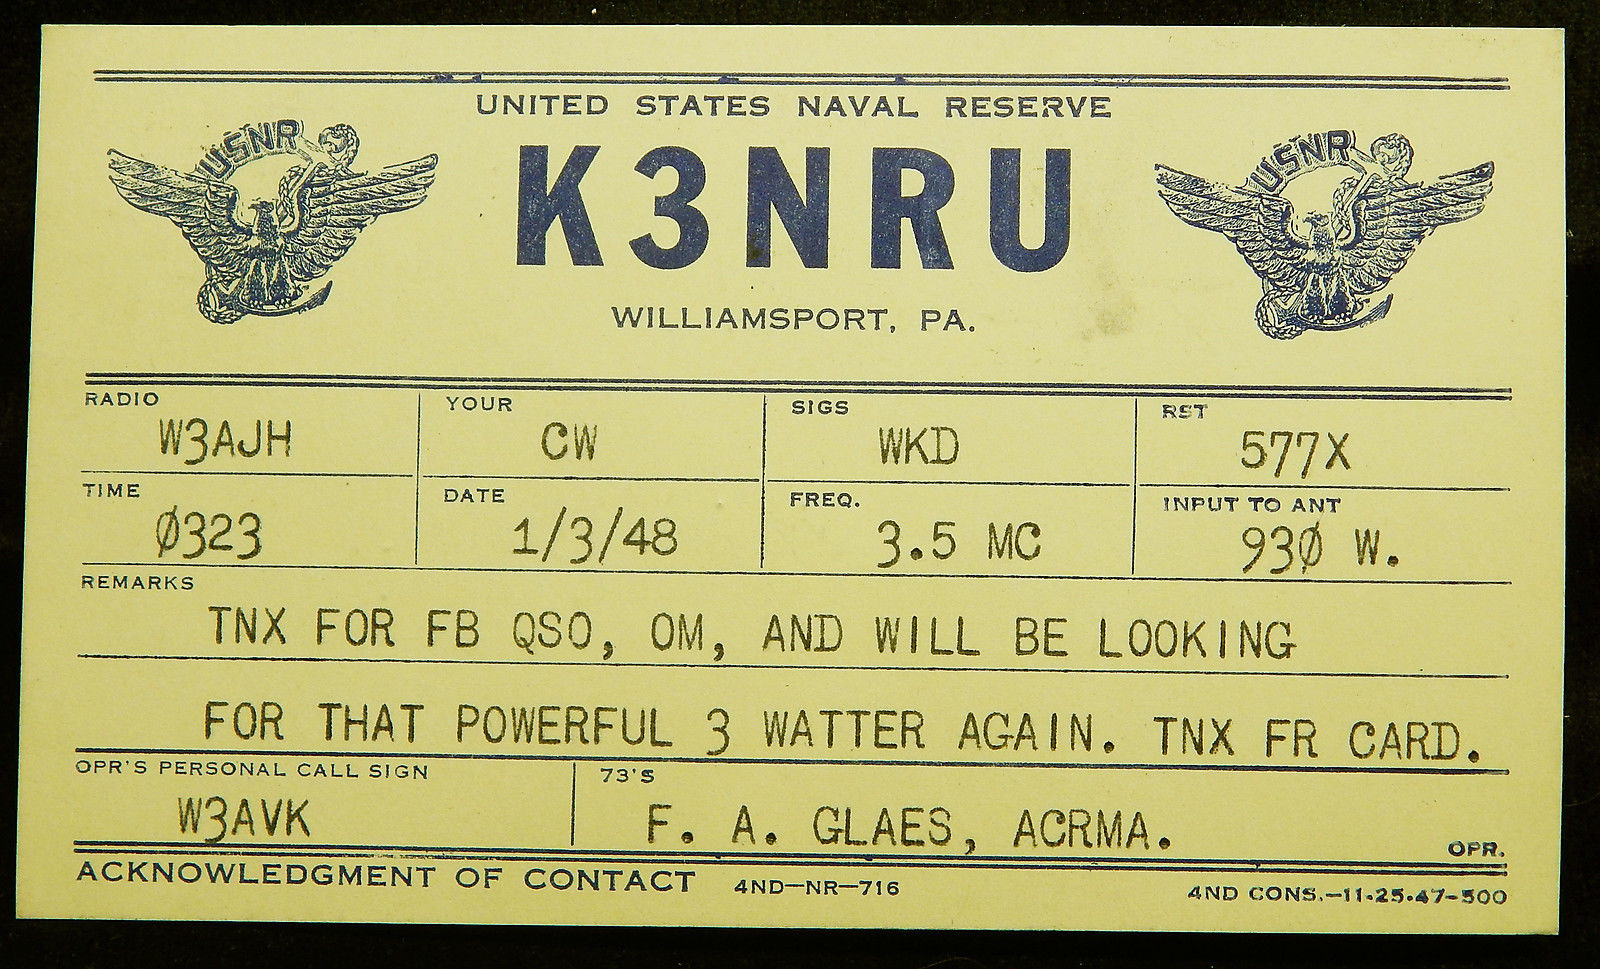 UNITED STATES NAVAL RESERVE
USNR
K3NRU
USNR
WILLIAMSPORT, PA.
RADIO YOUR SIGS RST
W3AJH CW WKD 577X
TIME DATE FREQ. INPUT TO ANT
Ø323 1/3/48 3.5 MC 93Ø W.
REMARKS
TNX FOR FB QSO, OM, AND WILL BE LOOKING
FOR THAT POWERFUL 3 WATTER AGAIN. TNX FR CARD.
OPR'S PERSONAL CALL SIGN 73'S
W3AVK F. A. GLAES, ACRMA. OPR.
ACKNOWLEDGMENT OF CONTACT 4ND—NR—716 4ND CONS.—11-25-47-500